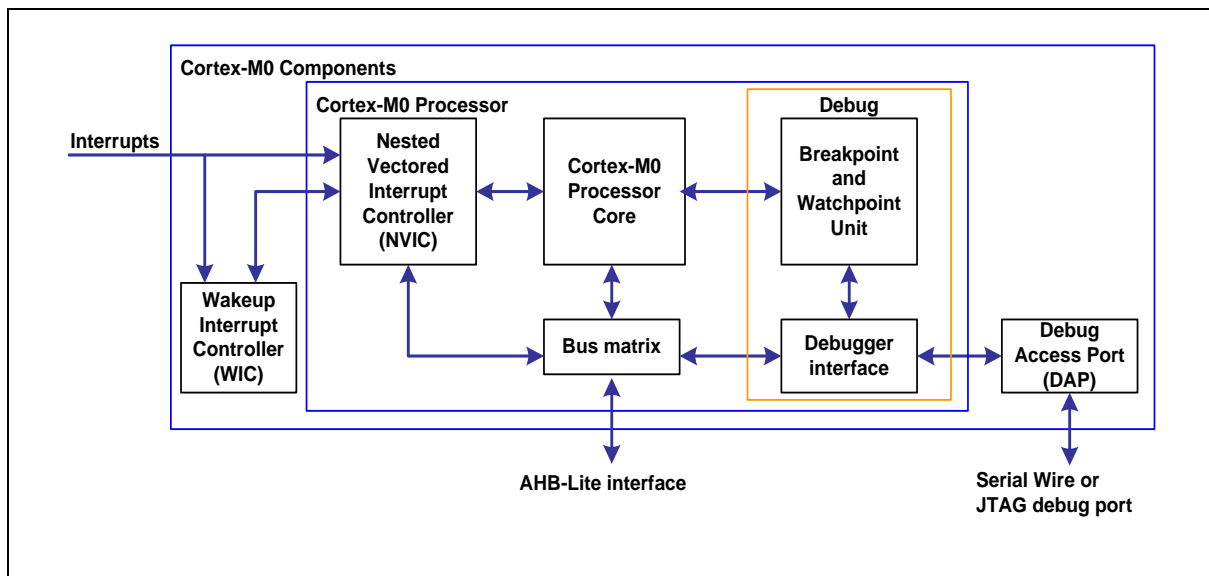 Cortex-M0 Components
Cortex-M0 Processor
Debug
Interrupts
Nested
Vectored
Interrupt
Controller
(NVIC)
Cortex-M0
Processor
Core
Breakpoint
and
Watchpoint
Unit
Wakeup
Interrupt
Controller
(WIC)
Bus matrix
Debugger
interface
Debug
Access Port
(DAP)
AHB-Lite interface
Serial Wire or
JTAG debug port